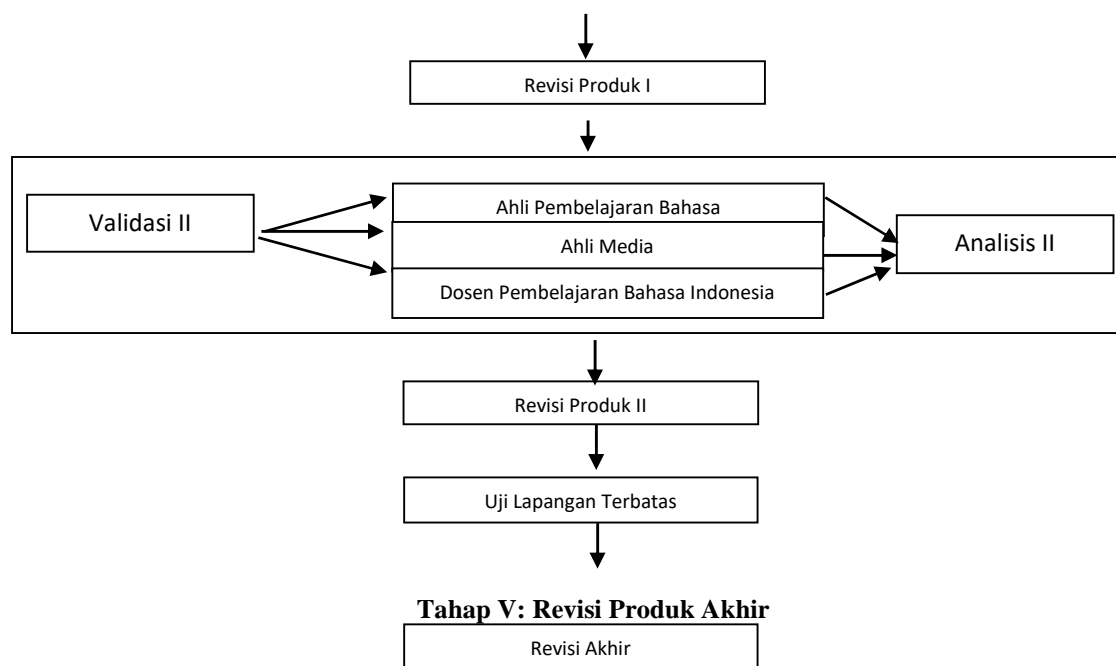 Revisi Produk I
Validasi II
Ahli Pembelajaran Bahasa
Ahli Media
Dosen Pembelajaran Bahasa Indonesia
Analisis II
Revisi Produk II
Uji Lapangan Terbatas
Tahap V: Revisi Produk Akhir
Revisi Akhir